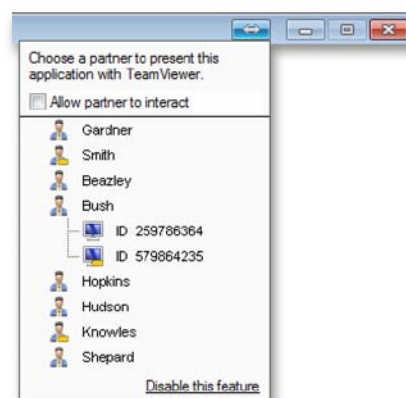 Choose a partner to present this
application with TeamViewer.
Allow partner to interact
Gardner
Smith
Beazley
Bush
ID 259786364
ID 579864235
Hopkins
Hudson
Knowles
Shepard
Disable this feature